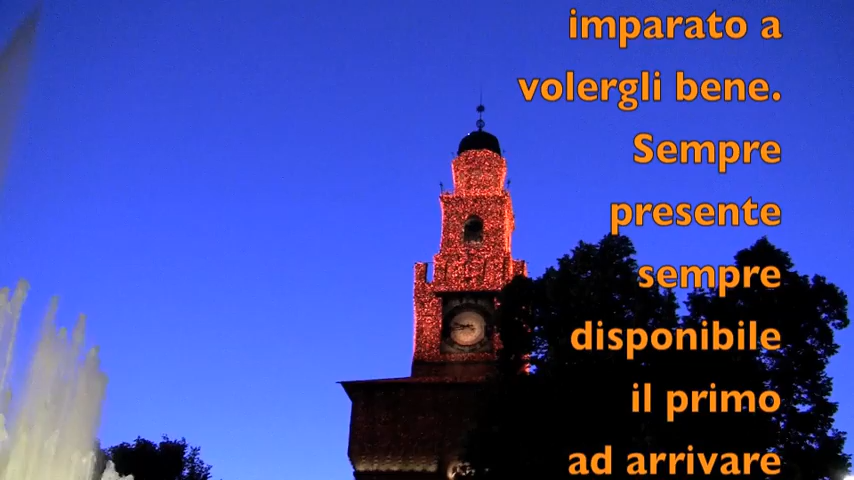 imparato a
volergli bene.
Sempre
presente
sempre
disponibile
il primo
ad arrivare